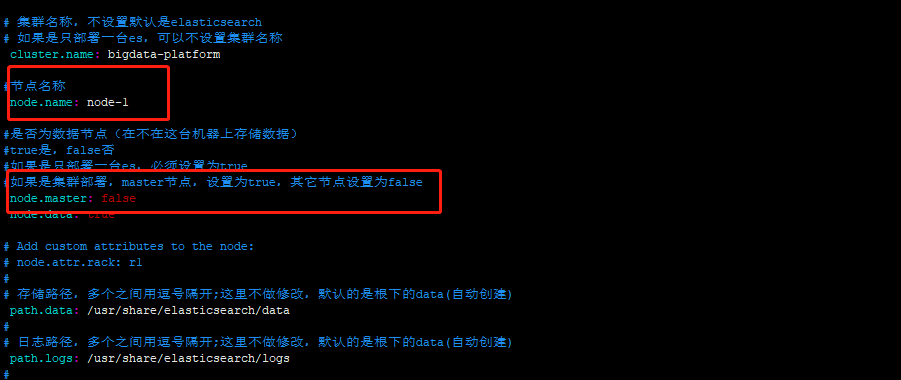 # 集群名称，不设置默认是elasticsearch
# 如果是只部署一台es，可以不设置集群名称
cluster.name: bigdata-platform
#节点名称
node.name: node-1
#是否为数据节点（在不在这台机器上存储数据）
#true是，false否
#如果是只部署一台es，必须设置为true
#如果是集群部署，master节点，设置为true，其它节点设置为false
node.master: false
node.data: true
# Add custom attributes to the node:
# node.attr.rack: r1
#
# 存储路径，多个之间用逗号隔开;这里不做修改，默认的是根下的data(自动创建)
path.data: /usr/share/elasticsearch/data
#
# 日志路径，多个之间用逗号隔开;这里不做修改，默认的是根下的data(自动创建)
path.logs: /usr/share/elasticsearch/logs
#